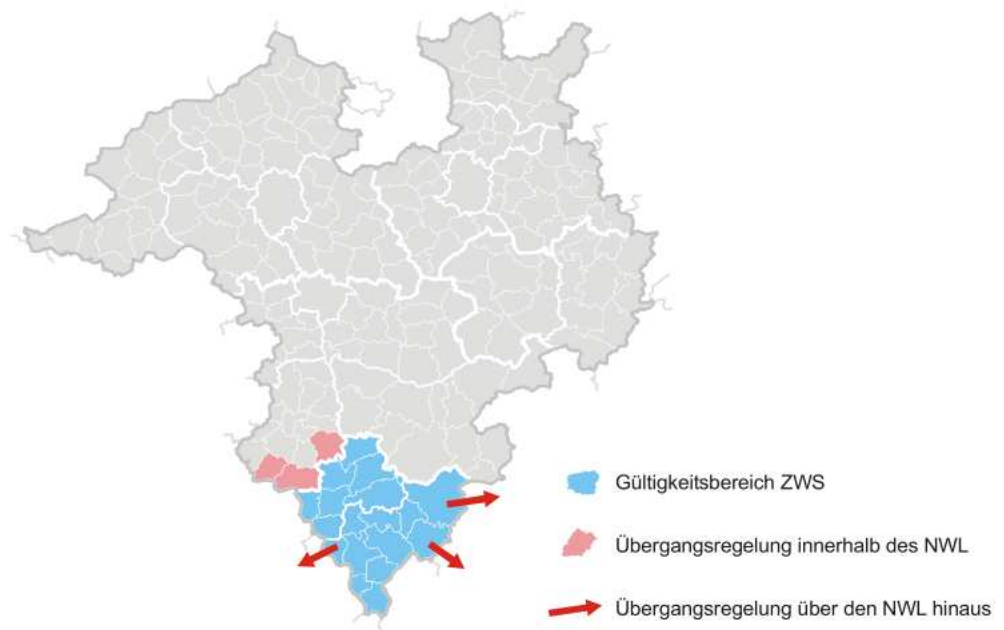 Gültigkeitsbereich ZWS
Übergangsregelung innerhalb des NWL
Übergangsregelung über den NWL hinaus